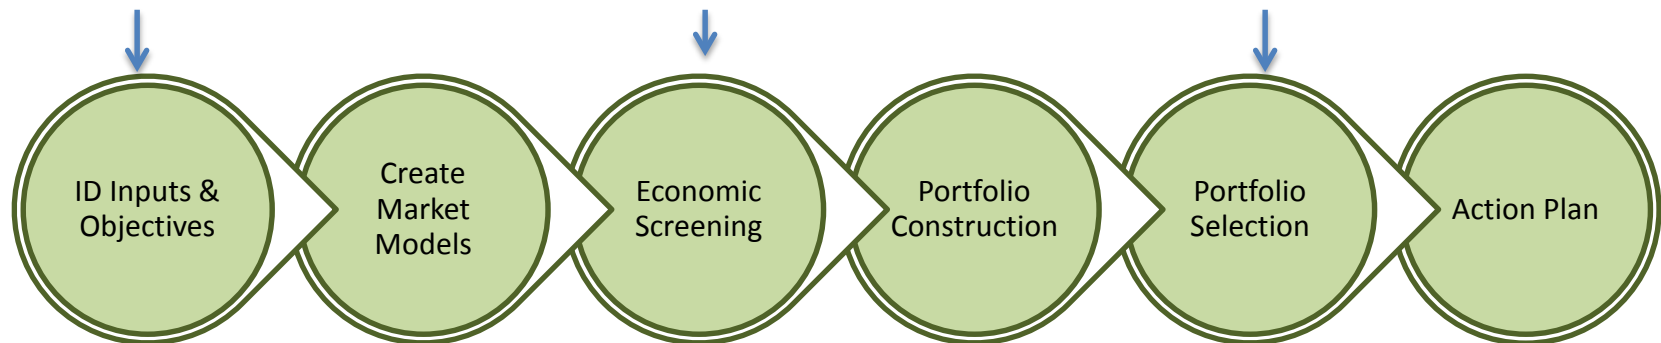 ID Inputs &
Objectives
Create
Market
Models
Economic
Screening
Portfolio
Construction
Portfolio
Selection
Action Plan